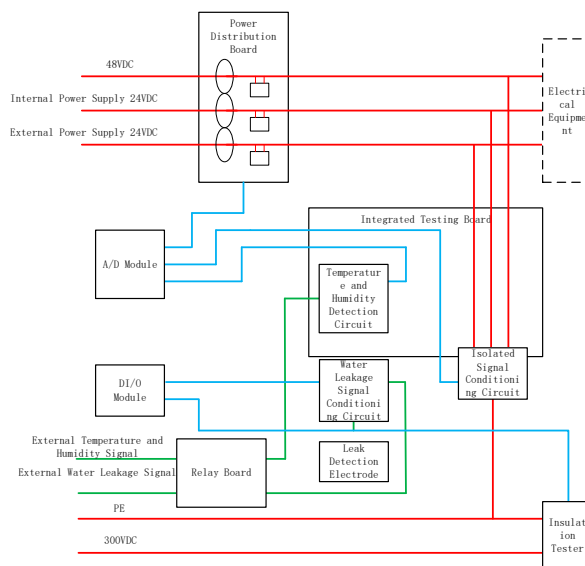 Power
Distribution
Board
48VDC
Internal Power Supply 24VDC
External Power Supply 24VDC
Electri
cal
Equipme
nt
Integrated Testing Board
A/D Module
Temperatur
e and
Humidity
Detection
Circuit
Isolated
Signal
Conditioni
ng Circuit
Water
Leakage
Signal
Conditioni
ng Circuit
DI/O
Module
External Temperature and
Humidity Signal
External Water Leakage Signal
Relay Board
Leak
Detection
Electrode
PE
300VDC
Insulat
ion
Tester